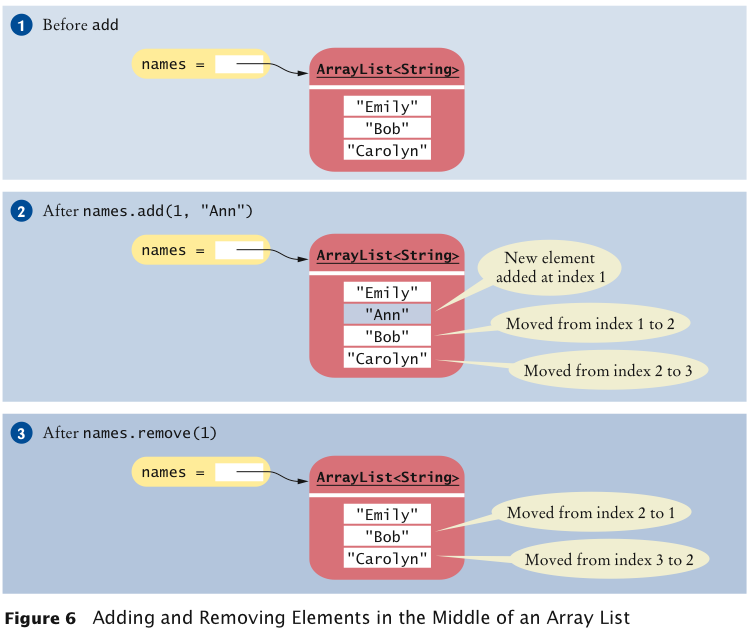 1 Before add
names =
ArrayList<String>
"Emily"
"Bob"
"Carolyn"
2 After names.add(1, "Ann")
names =
ArrayList<String>
"Emily"
"Ann"
"Bob"
"Carolyn"
New element
added at index 1
Moved from index 1 to 2
Moved from index 2 to 3
3 After names.remove(1)
names =
ArrayList<String>
"Emily"
"Bob"
"Carolyn"
Moved from index 2 to 1
Moved from index 3 to 2
Figure 6 Adding and Removing Elements in the Middle of an Array List